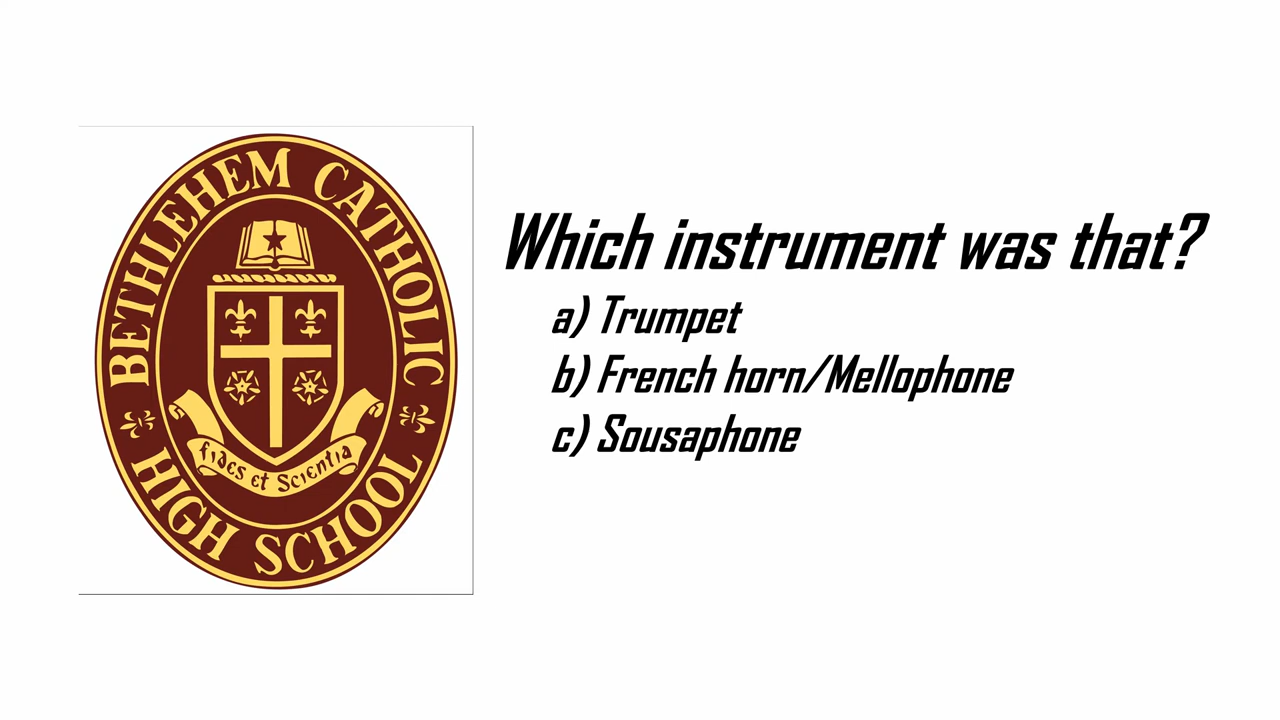 BETHLEHEM CATHOLIC
HIGH SCHOOL
fides et Scientia
Which instrument was that?
a) Trumpet
b) French horn/Mellophone
c) Sousaphone